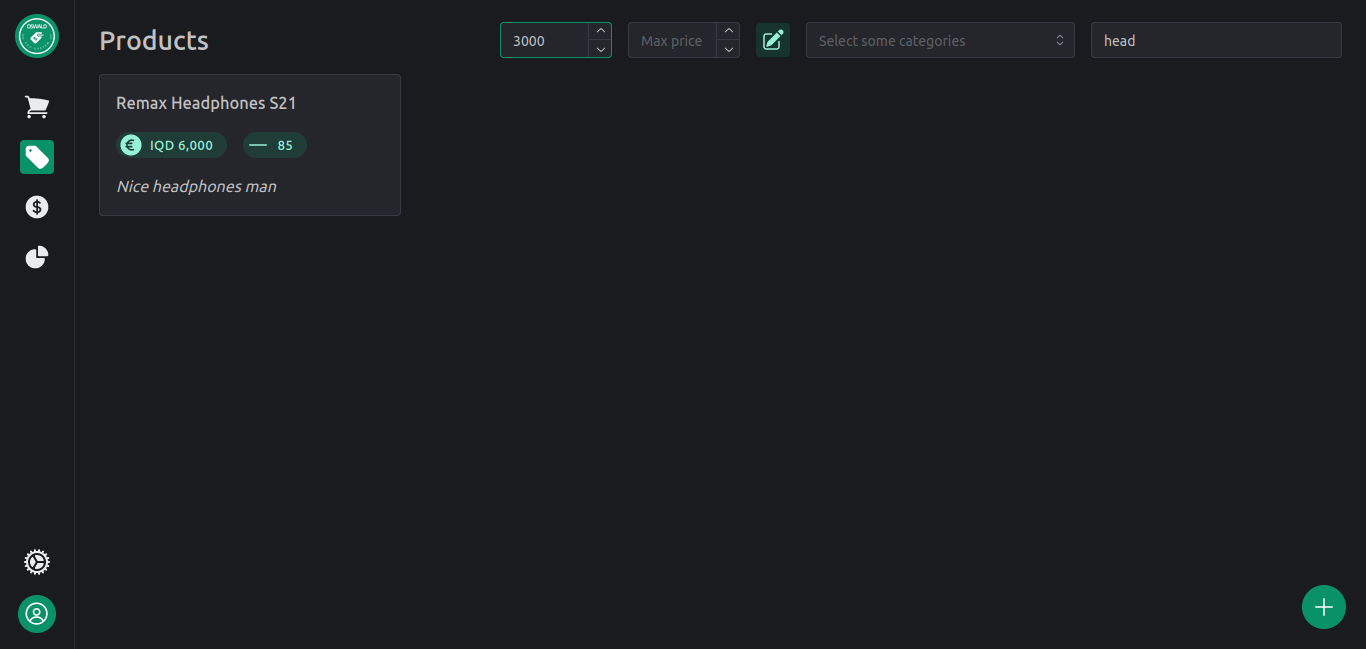 OSWALD
Products
3000
Max price
Select some categories
head
Remax Headphones S21
€ IQD 6,000
85
Nice headphones man
$